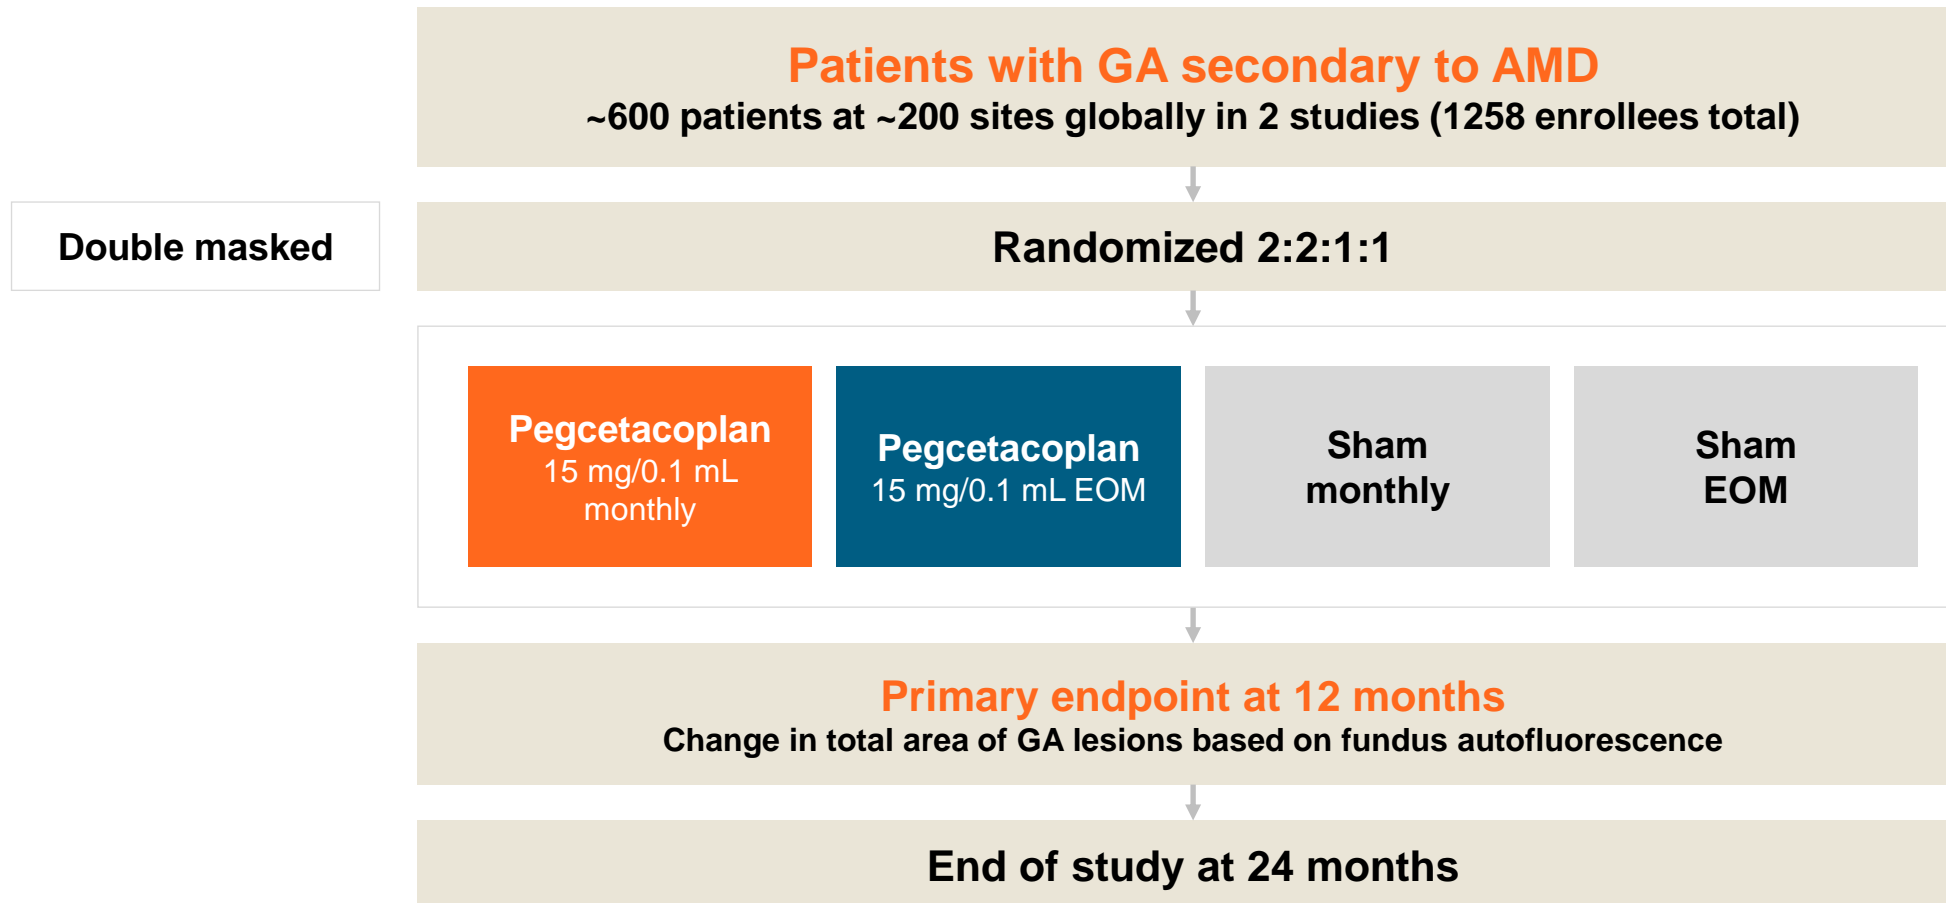 Patients with GA secondary to AMD
~600 patients at ~200 sites globally in 2 studies (1258 enrollees total)
Double masked
Randomized 2:2:1:1
Pegcetacoplan
15 mg/0.1 mL
monthly
Pegcetacoplan
15 mg/0.1 mL EOM
Sham
monthly
Sham
EOM
Primary endpoint at 12 months
Change in total area of GA lesions based on fundus autofluorescence
End of study at 24 months